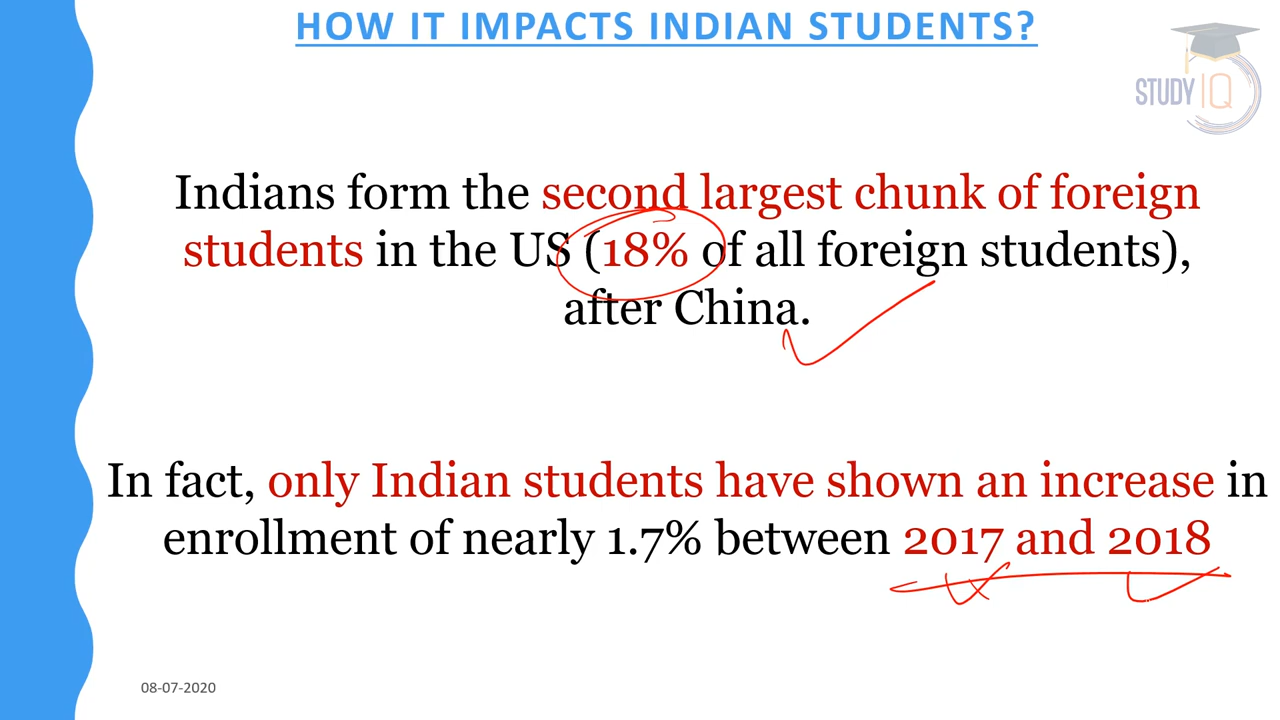 HOW IT IMPACTS INDIAN STUDENTS?
STUDY IQ
Indians form the second largest chunk of foreign
students in the US (18% of all foreign students),
after China.
In fact, only Indian students have shown an increase in
enrollment of nearly 1.7% between 2017 and 2018
08-07-2020